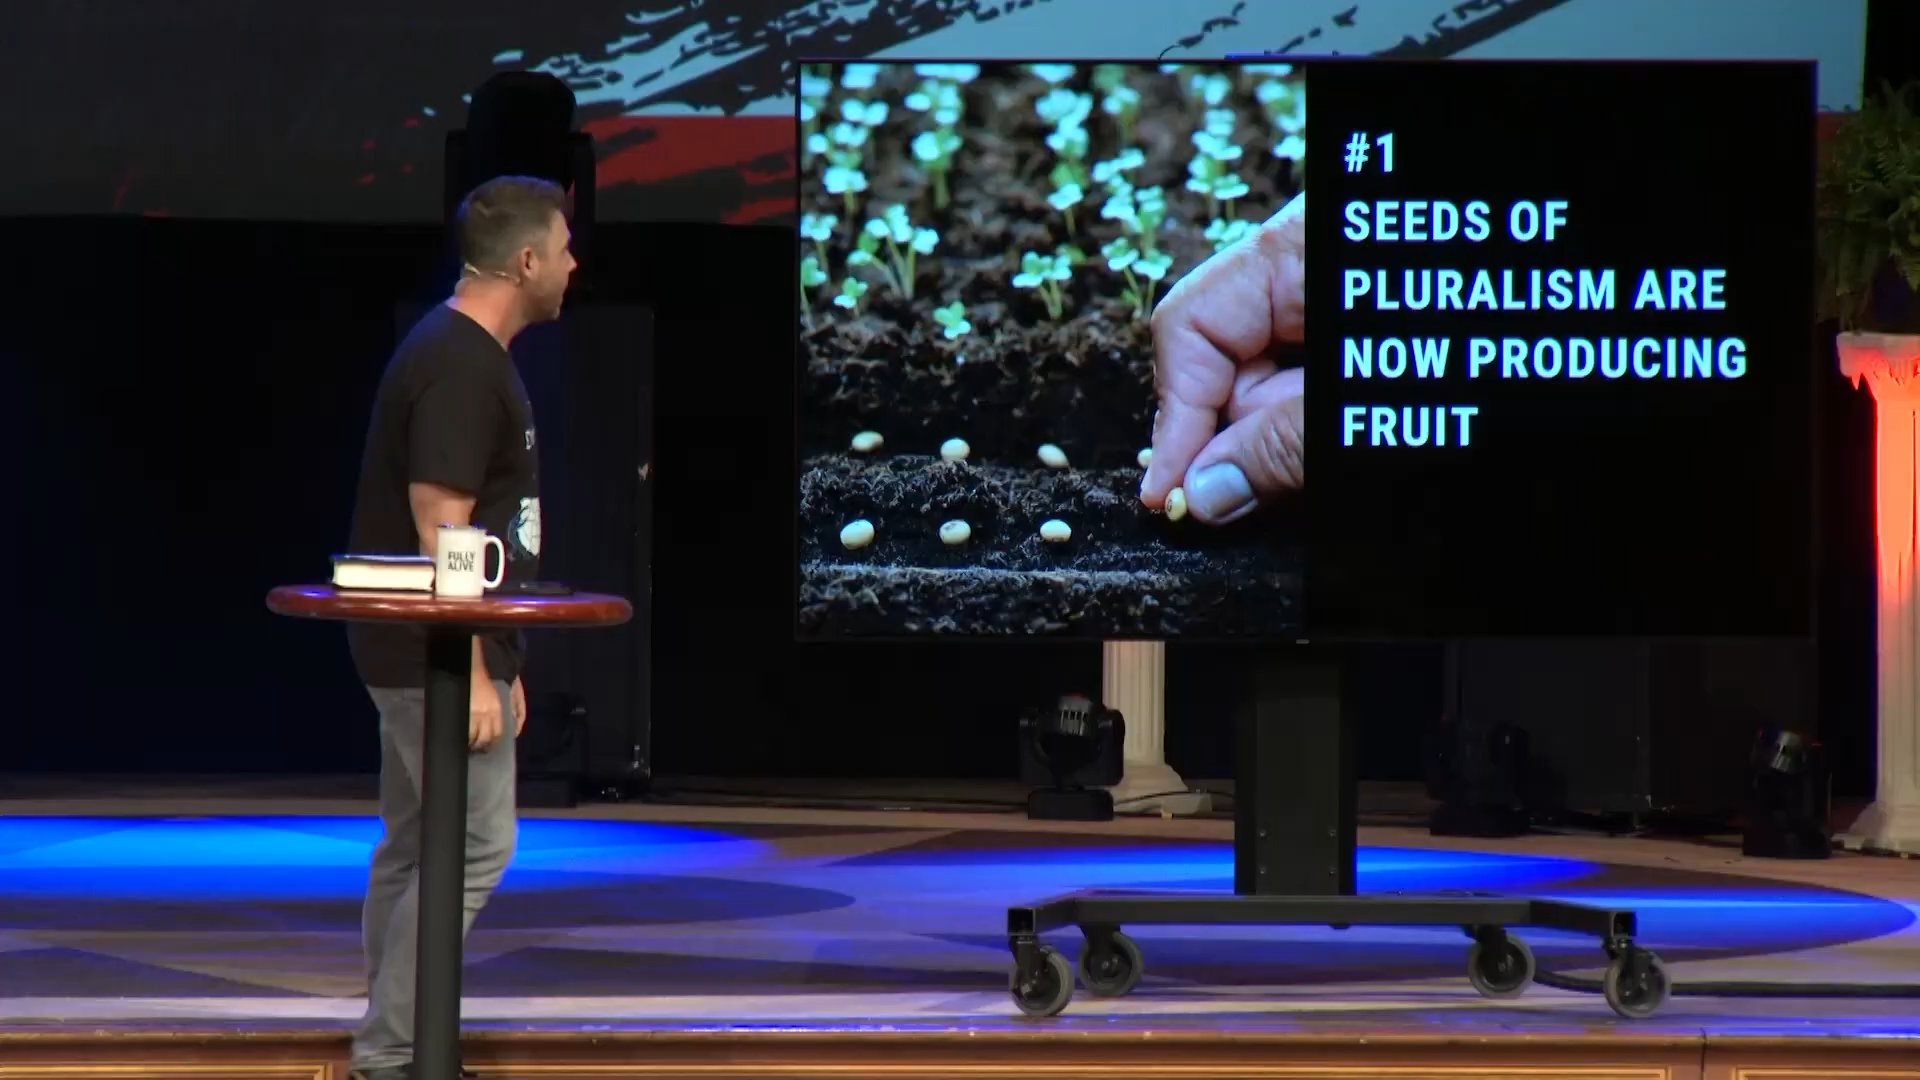 #1
SEEDS OF
PLURALISM ARE
NOW PRODUCING
FRUIT
FULLY
ALIVE